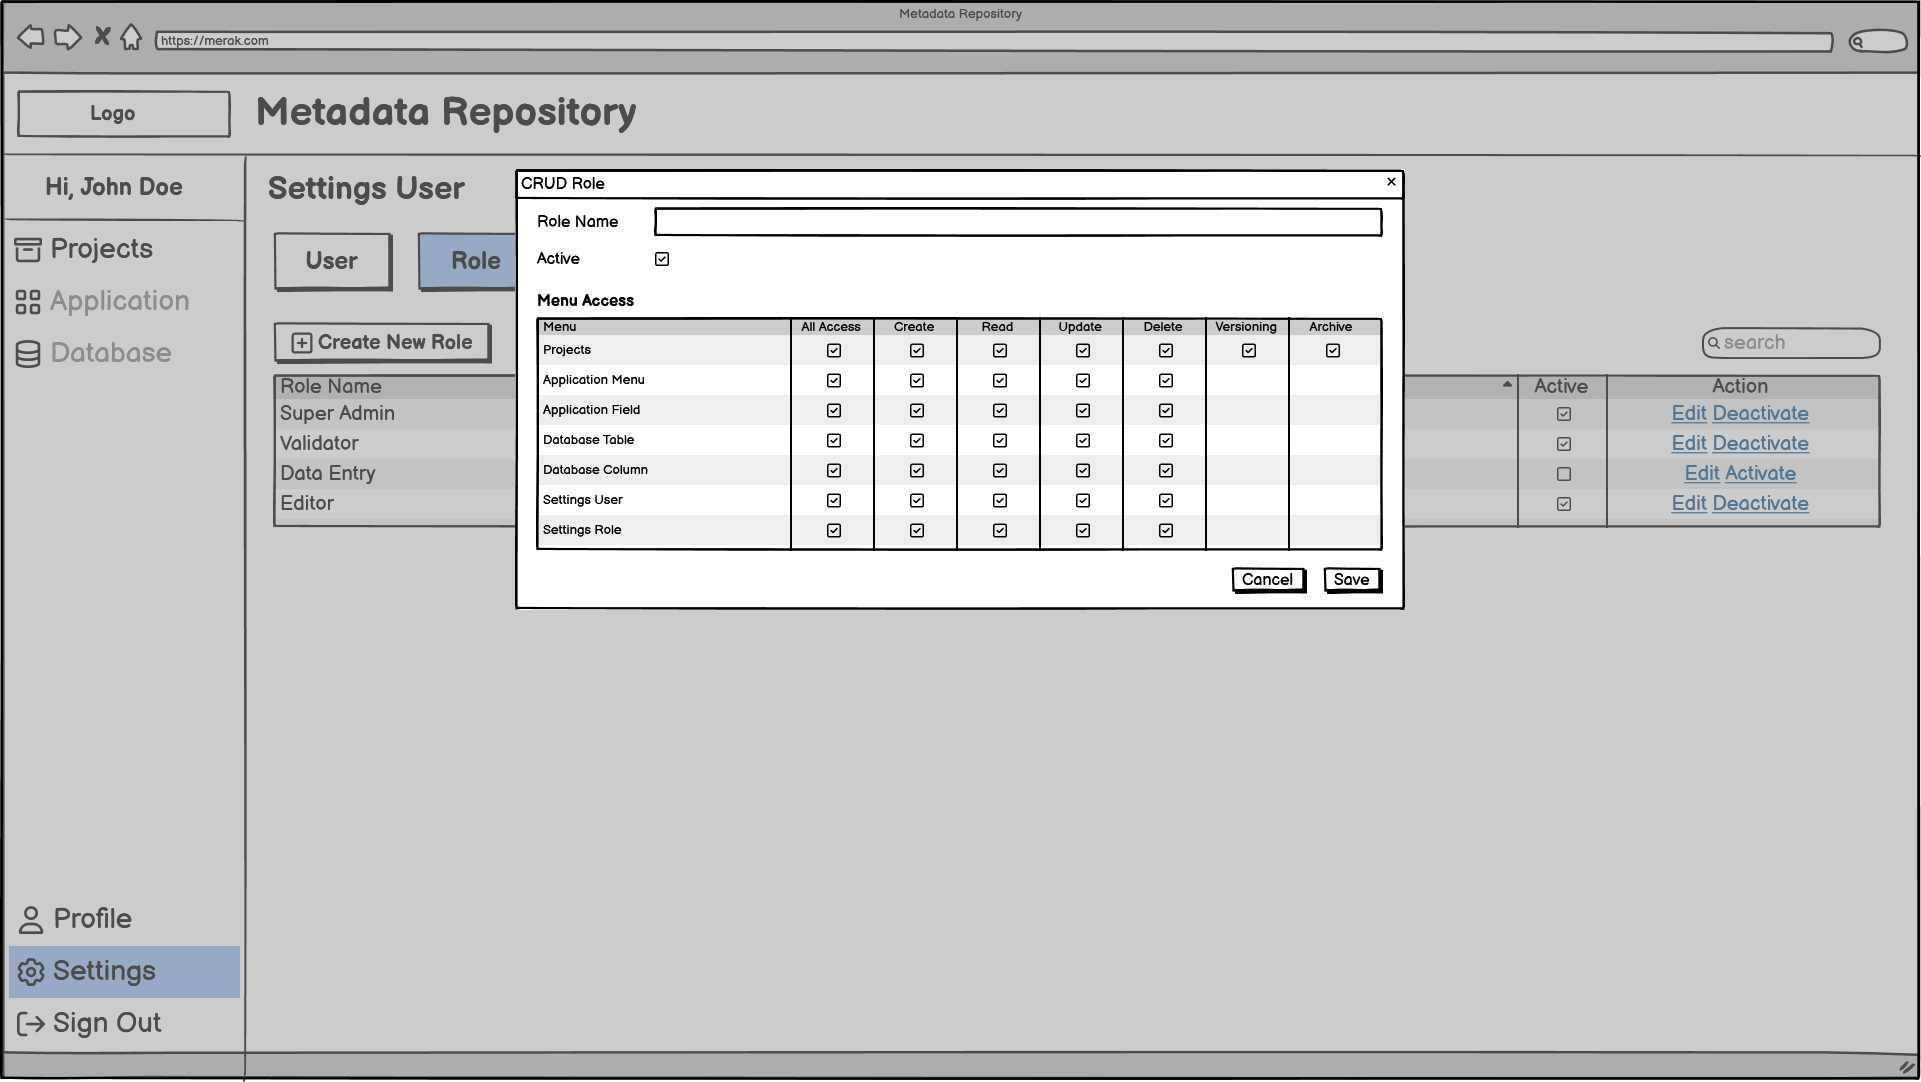 Metadata Repository
https://merak.com
Logo
Metadata Repository
Hi, John Doe
Projects
Application
Database
Profile
Settings
Sign Out
Settings User
User
Role
Create New Role
search
Role Name Active Action
Super Admin Edit Deactivate
Validator Edit Deactivate
Data Entry Edit Activate
Editor Edit Deactivate
CRUD Role
Role Name
Active
Menu Access
Menu All Access Create Read Update Delete Versioning Archive
Projects
Application Menu
Application Field
Database Table
Database Column
Settings User
Settings Role
Cancel Save